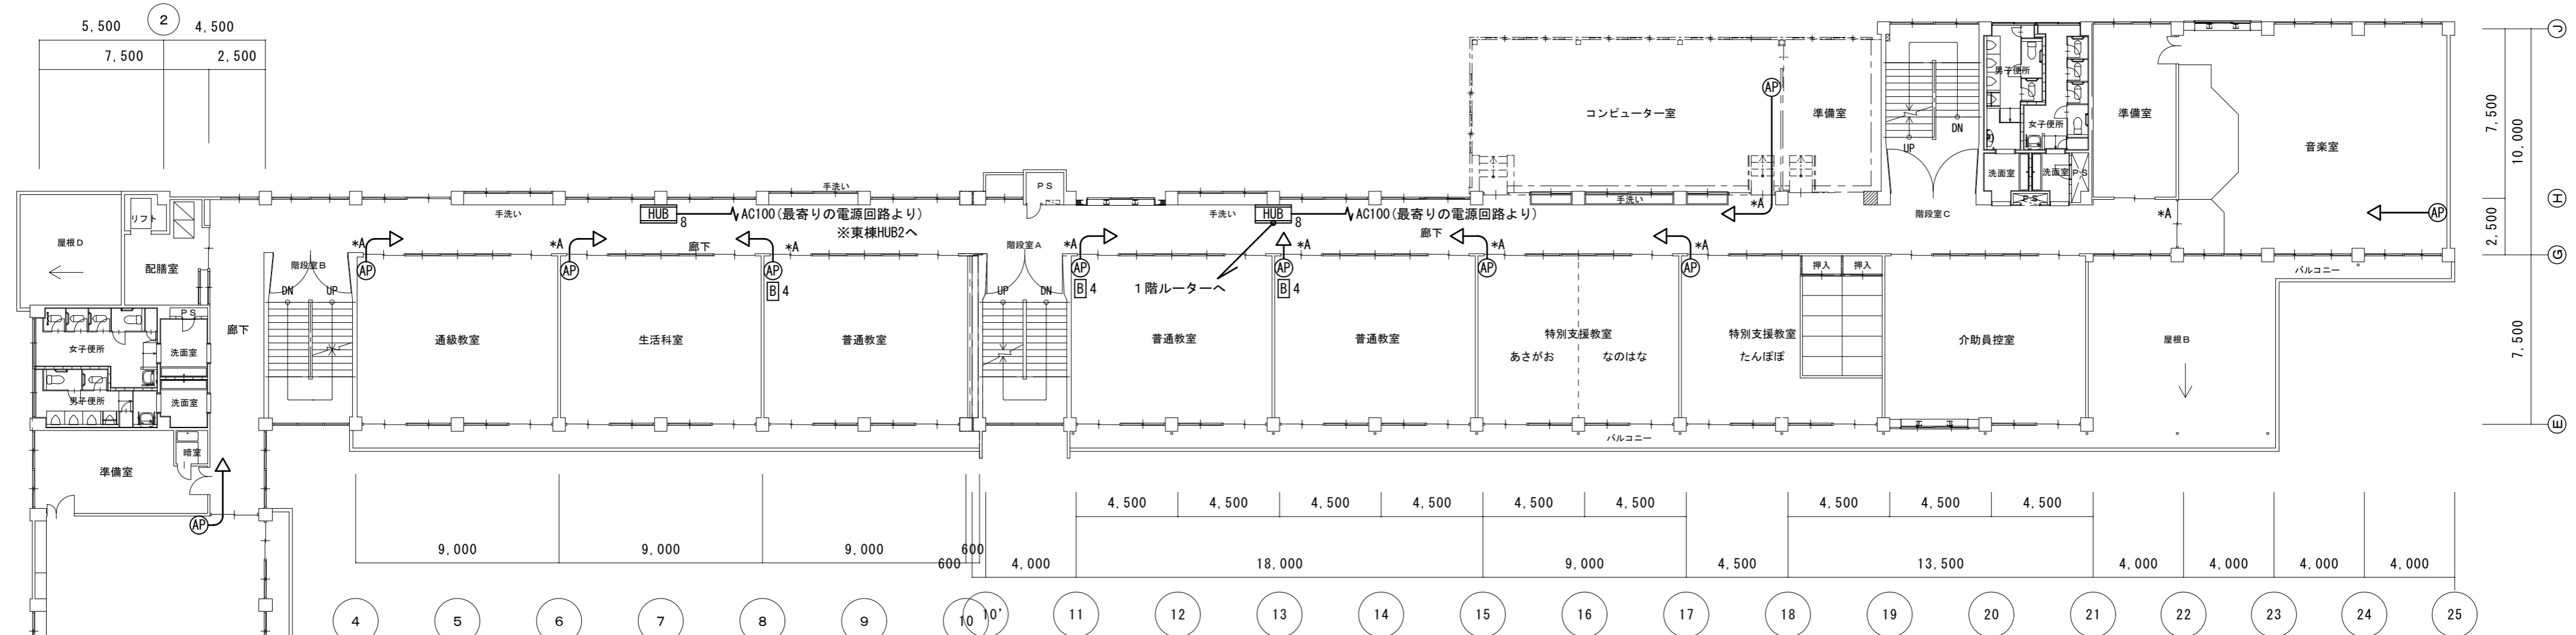 5,500
2
4,500
7,500
2,500
J
コンピューター室
準備室
AP
DN
UP
男子便所
女子便所
洗面室
洗面室
PS
PS
準備室
音楽室
7,500
10,000
手洗い
PS
リフト
手洗い
HUB
8
AC100(最寄りの電源回路より)
※東棟HUB2へ
手洗い
HUB
8
AC100(最寄りの電源回路より)
手洗い
*A
階段室C
*A
AP
H
2,500
屋根D
配膳室
*A
*A
廊下
*A
階段室A
*A
*A
廊下
*A
*A
G
階段室B
AP
AP
AP
B 4
AP
B 4
AP
B 4
AP
AP
押入
押入
バルコニー
DN
UP
UP
DN
1階ルーターへ
PS
廊下
女子便所
洗面室
男子便所
洗面室
通級教室
生活科室
普通教室
普通教室
普通教室
特別支援教室
あさがお
なのはな
特別支援教室
たんぽぽ
介助員控室
屋根B
7,500
E
バルコニー
暗室
準備室
AP
4,500
4,500
4,500
4,500
4,500
4,500
4,500
4,500
4,500
9,000
9,000
9,000
600
600
4,000
18,000
9,000
4,500
13,500
4,000
4,000
4,000
4,000
4
5
6
7
8
9
10
10'
11
12
13
14
15
16
17
18
19
20
21
22
23
24
25